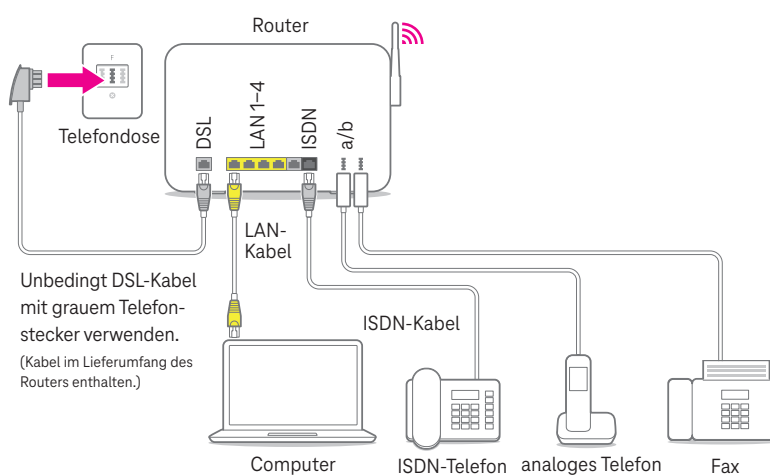 Router
F
Telefondose
DSL
LAN 1–4
ISDN
a/b
LAN-
Kabel
Unbedingt DSL-Kabel
mit grauem Telefon-
stecker verwenden.
(Kabel im Lieferumfang des
Routers enthalten.)
ISDN-Kabel
Computer
ISDN-Telefon
analoges Telefon
Fax